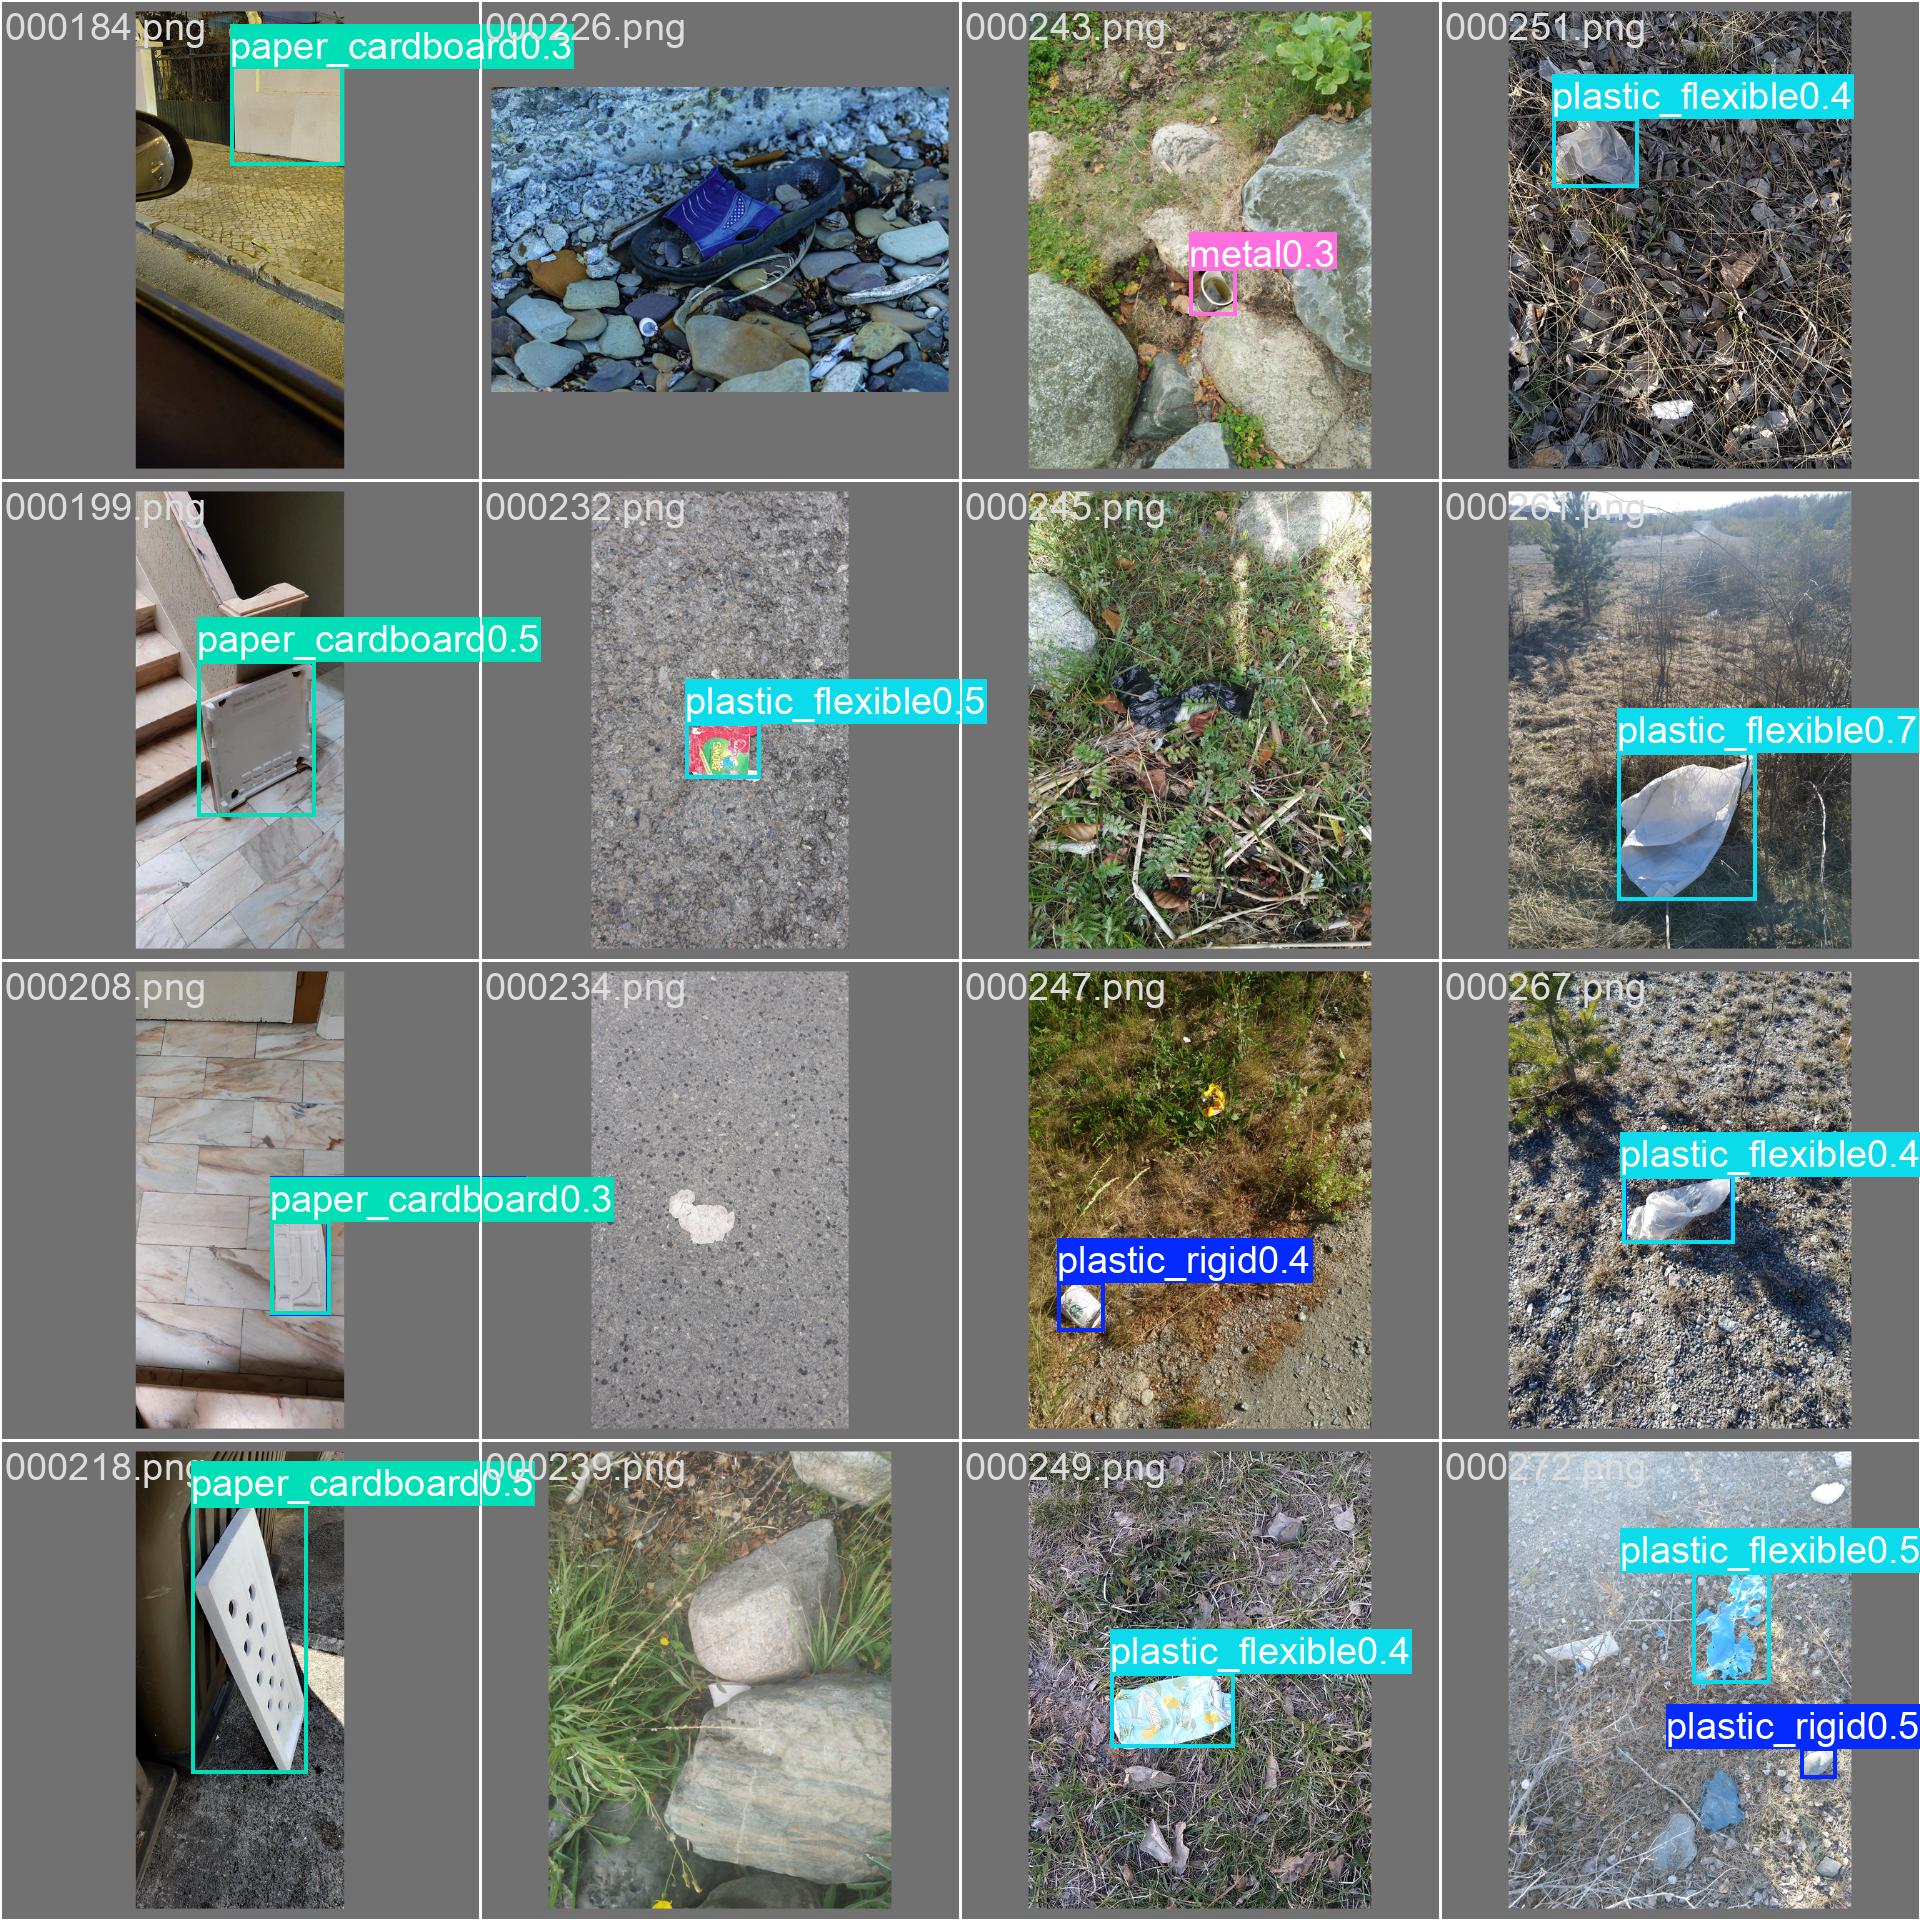 000184.png
paper_cardboard0.3
000226.png
000243.png
metal0.3
000251.png
plastic_flexible0.4
000199.png
paper_cardboard0.5
000232.png
plastic_flexible0.5
000245.png
000261.png
plastic_flexible0.7
000208.png
paper_cardboard0.3
000234.png
000247.png
plastic_rigid0.4
000267.png
plastic_flexible0.4
000218.png
paper_cardboard0.5
000239.png
000249.png
plastic_flexible0.4
000272.png
plastic_flexible0.5
plastic_rigid0.5